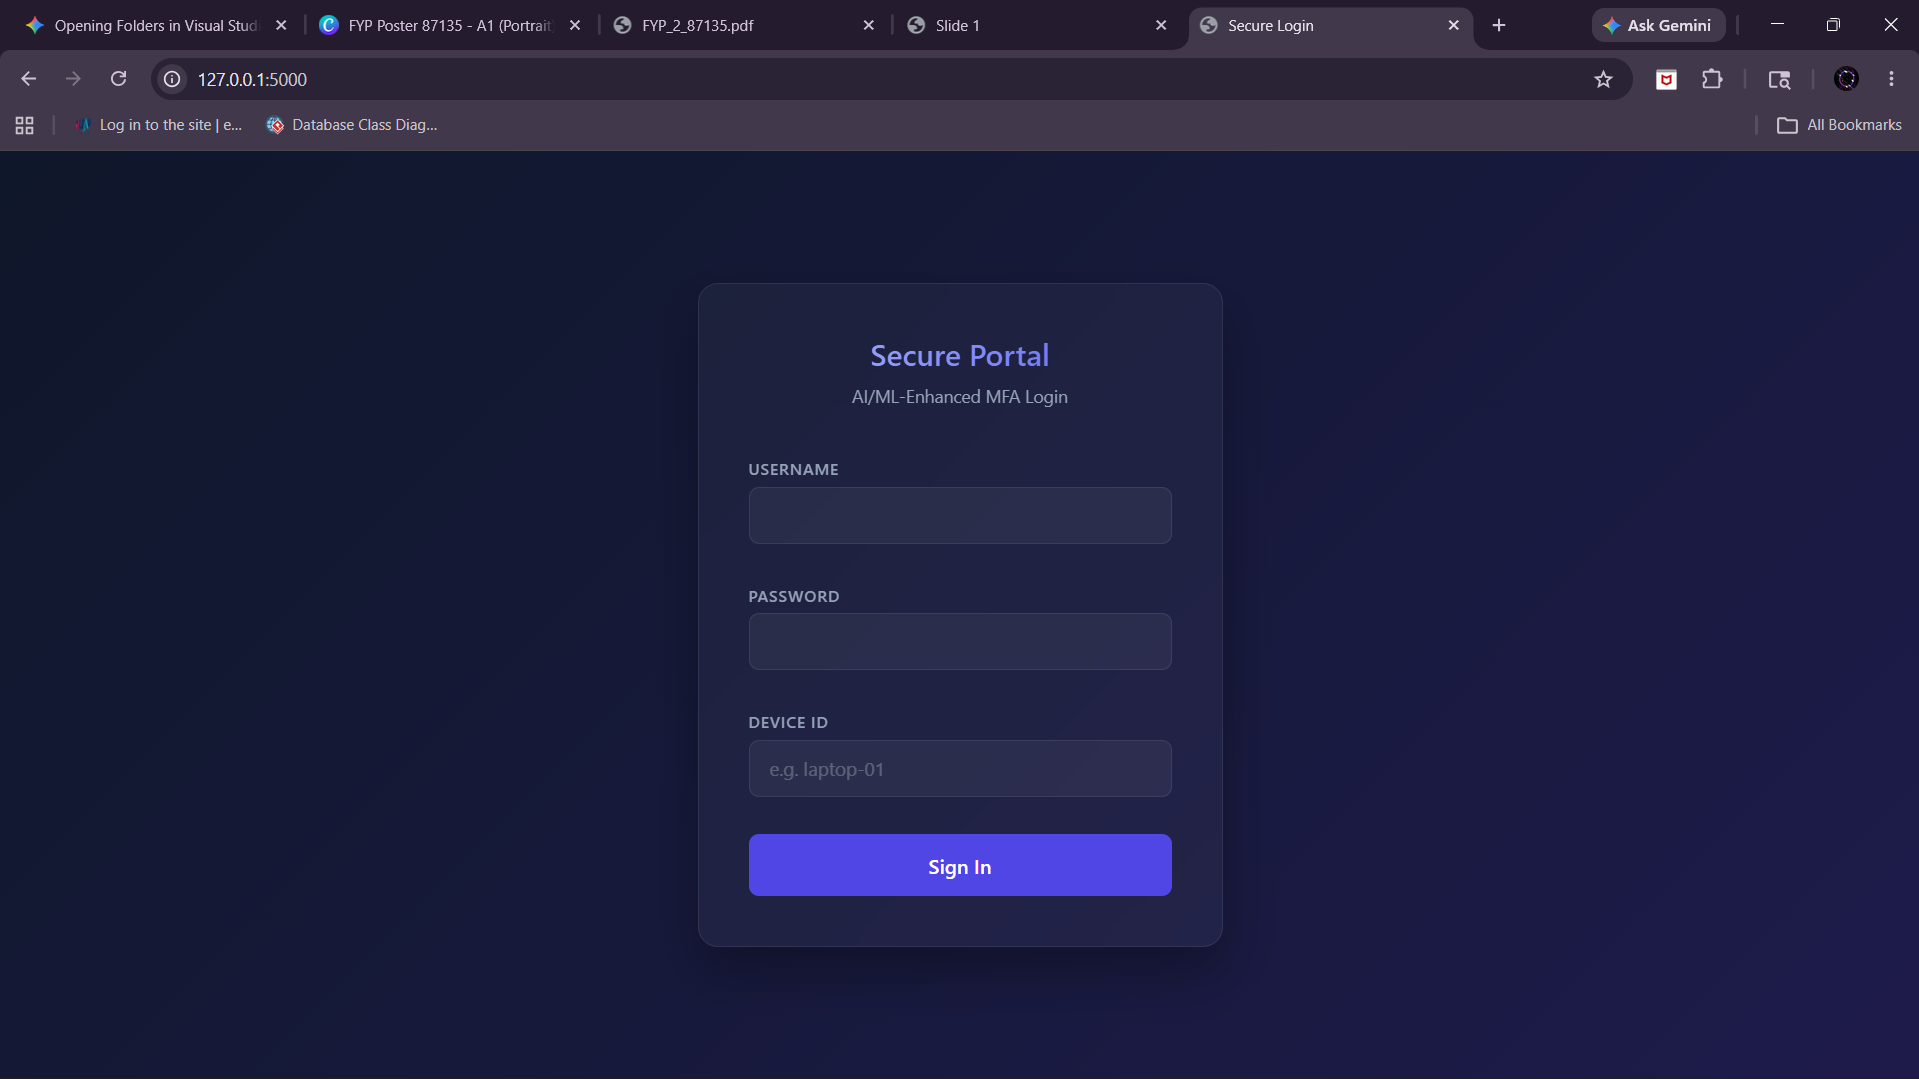 Opening Folders in Visual Stud
FYP Poster 87135 - A1 (Portrait)
FYP_2_87135.pdf
Slide 1
Secure Login
Ask Gemini
127.0.0.1:5000
Log in to the site | e...
Database Class Diag...
All Bookmarks
Secure Portal
AI/ML-Enhanced MFA Login
USERNAME
PASSWORD
DEVICE ID
e.g. laptop-01
Sign In